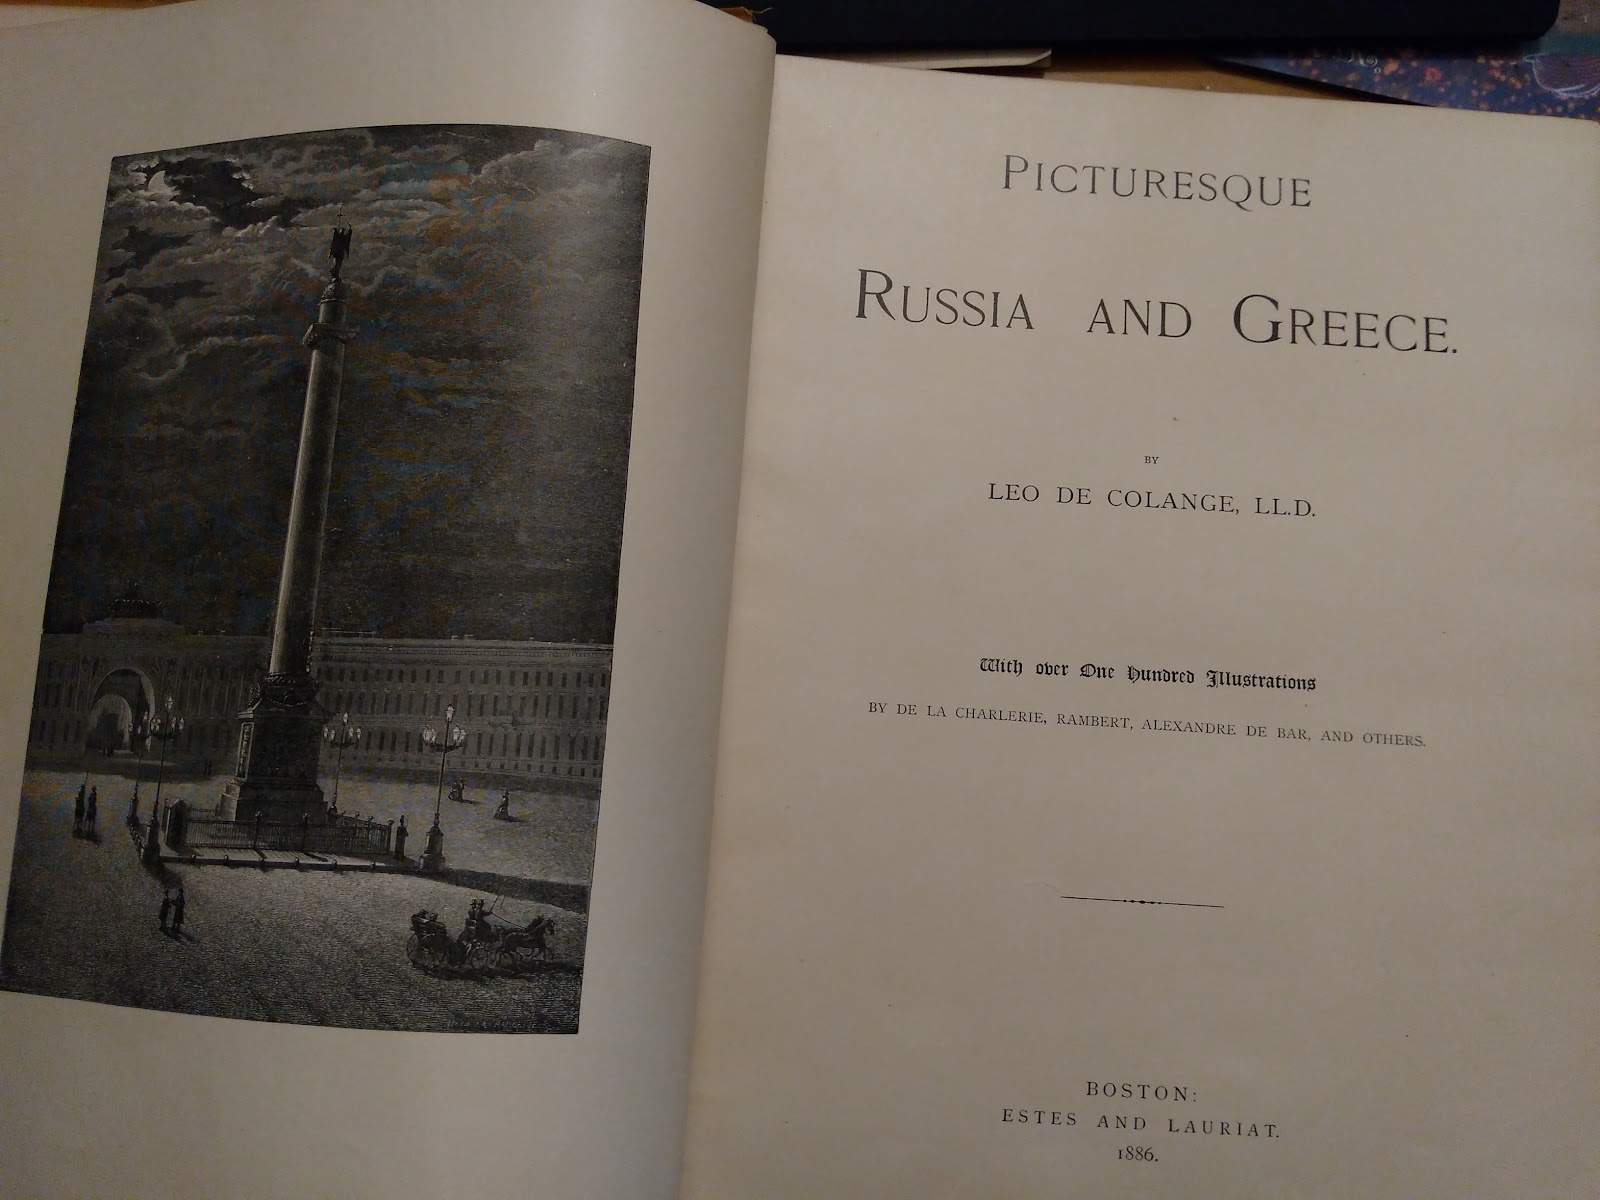 PICTURESQUE
RUSSIA AND GREECE.
BY
LEO DE COLANGE, LL.D.
With over One Hundred Illustrations
BY DE LA CHARLERIE, RAMBERT, ALEXANDRE DE BAR, AND OTHERS.
BOSTON:
ESTES AND LAURIAT.
1886.